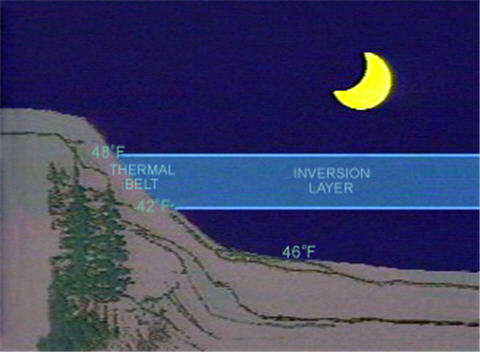 48°F
THERMAL
BELT
INVERSION
LAYER
42°F
46°F